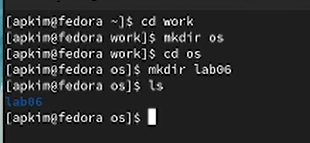 [apkim@fedora ~]$ cd work
[apkim@fedora work]$ mkdir os
[apkim@fedora work]$ cd os
[apkim@fedora os]$ mkdir lab06
[apkim@fedora os]$ ls
lab06
[apkim@fedora os]$